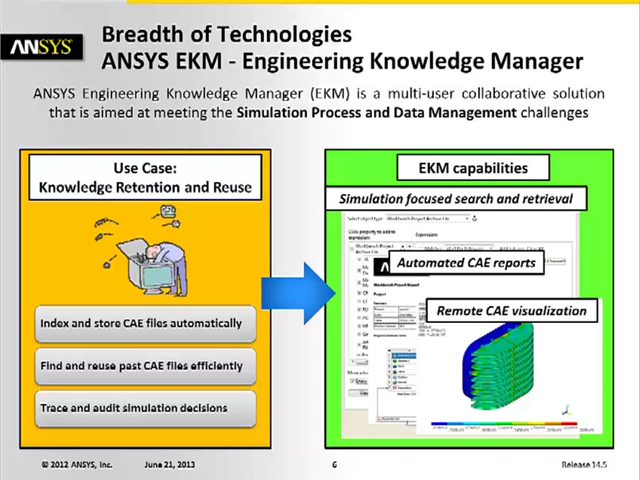 ANSYS
Breadth of Technologies
ANSYS EKM - Engineering Knowledge Manager
ANSYS Engineering Knowledge Manager (EKM) is a multi-user collaborative solution
that is aimed at meeting the Simulation Process and Data Management challenges
Use Case:
Knowledge Retention and Reuse
Index and store CAE files automatically
Find and reuse past CAE files efficiently
Trace and audit simulation decisions
EKM capabilities
Simulation focused search and retrieval
Automated CAE reports
Remote CAE visualization
© 2012 ANSYS, Inc. June 21, 2013 6 Release 14.5